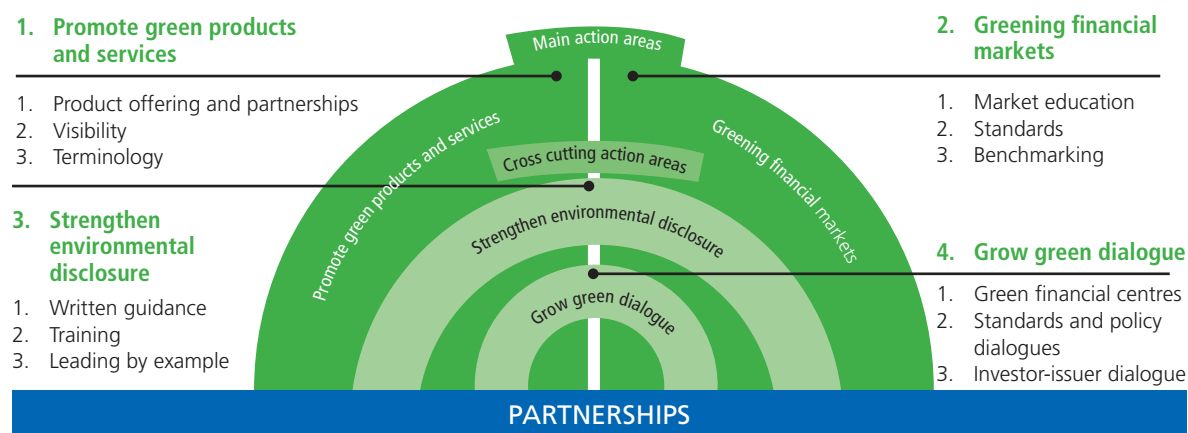 1. Promote green products
and services
1. Product offering and partnerships
2. Visibility
3. Terminology
2. Greening financial
markets
1. Market education
2. Standards
3. Benchmarking
Main action areas
Promote green products and services
Greening financial markets
Cross cutting action areas
Strengthen environmental disclosure
Grow green dialogue
3. Strengthen
environmental
disclosure
1. Written guidance
2. Training
3. Leading by example
4. Grow green dialogue
1. Green financial centres
2. Standards and policy
dialogues
3. Investor-issuer dialogue
PARTNERSHIPS